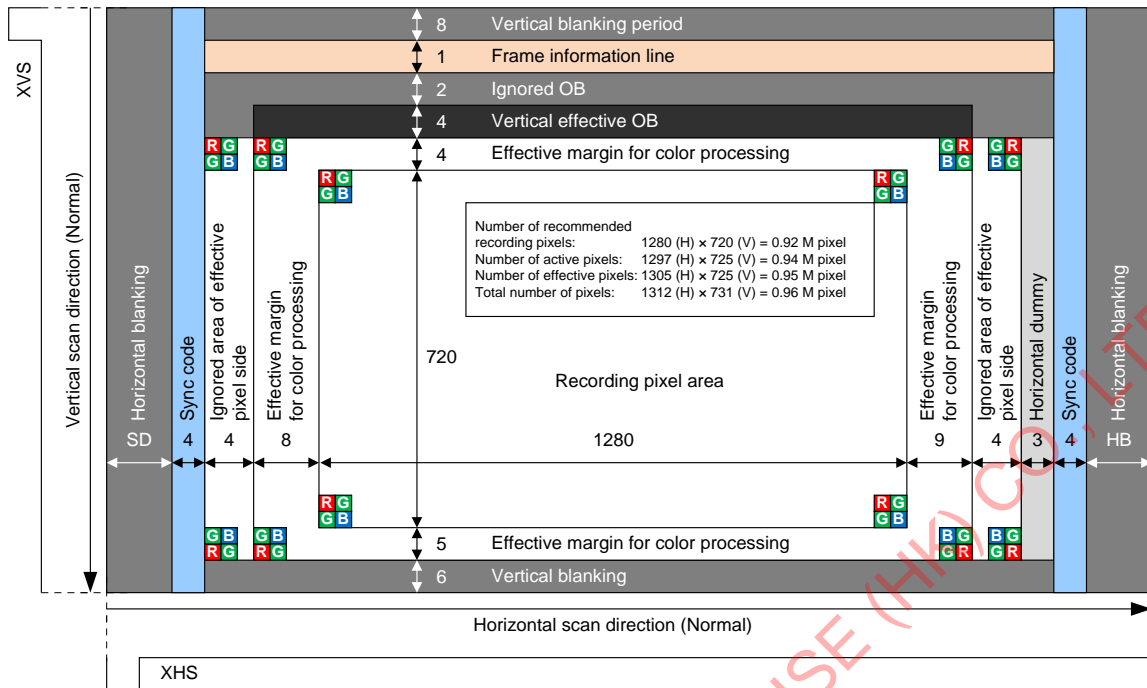 8 Vertical blanking period
1 Frame information line
2 Ignored OB
4 Vertical effective OB
4 Effective margin for color processing
XVS
Vertical scan direction (Normal)
Horizontal blanking
SD
Sync code
4
Ignored area of effective
pixel side
4
Effective margin
for color processing
8
R G
G B
R G
G B
R G
G B
R G
G B
G R
B G
G R
B G
Number of recommended
recording pixels: 1280 (H) × 720 (V) = 0.92 M pixel
Number of active pixels: 1297 (H) × 725 (V) = 0.94 M pixel
Number of effective pixels: 1305 (H) × 725 (V) = 0.95 M pixel
Total number of pixels: 1312 (H) × 731 (V) = 0.96 M pixel
720
Recording pixel area
1280
Effective margin
for color processing
9
Ignored area of effective
pixel side
4
Horizontal dummy
3
Sync code
4
Horizontal blanking
HB
R G
G B
R G
G B
G B
R G
G B
R G
B G
G R
B G
G R
5 Effective margin for color processing
6 Vertical blanking
Horizontal scan direction (Normal)
XHS
(HK) CO., LTD